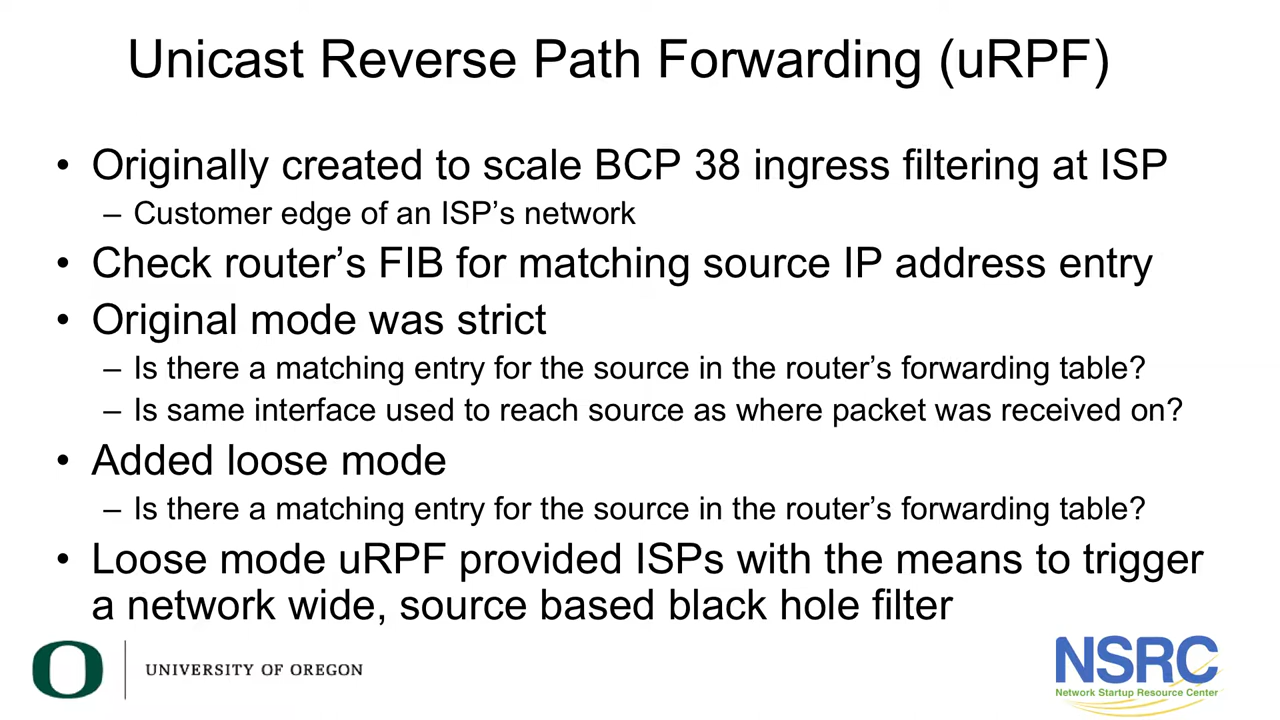 Unicast Reverse Path Forwarding (uRPF)
• Originally created to scale BCP 38 ingress filtering at ISP
– Customer edge of an ISP’s network
• Check router’s FIB for matching source IP address entry
• Original mode was strict
– Is there a matching entry for the source in the router’s forwarding table?
– Is same interface used to reach source as where packet was received on?
• Added loose mode
– Is there a matching entry for the source in the router’s forwarding table?
• Loose mode uRPF provided ISPs with the means to trigger
a network wide, source based black hole filter
O UNIVERSITY OF OREGON
NSRC
Network Startup Resource Center